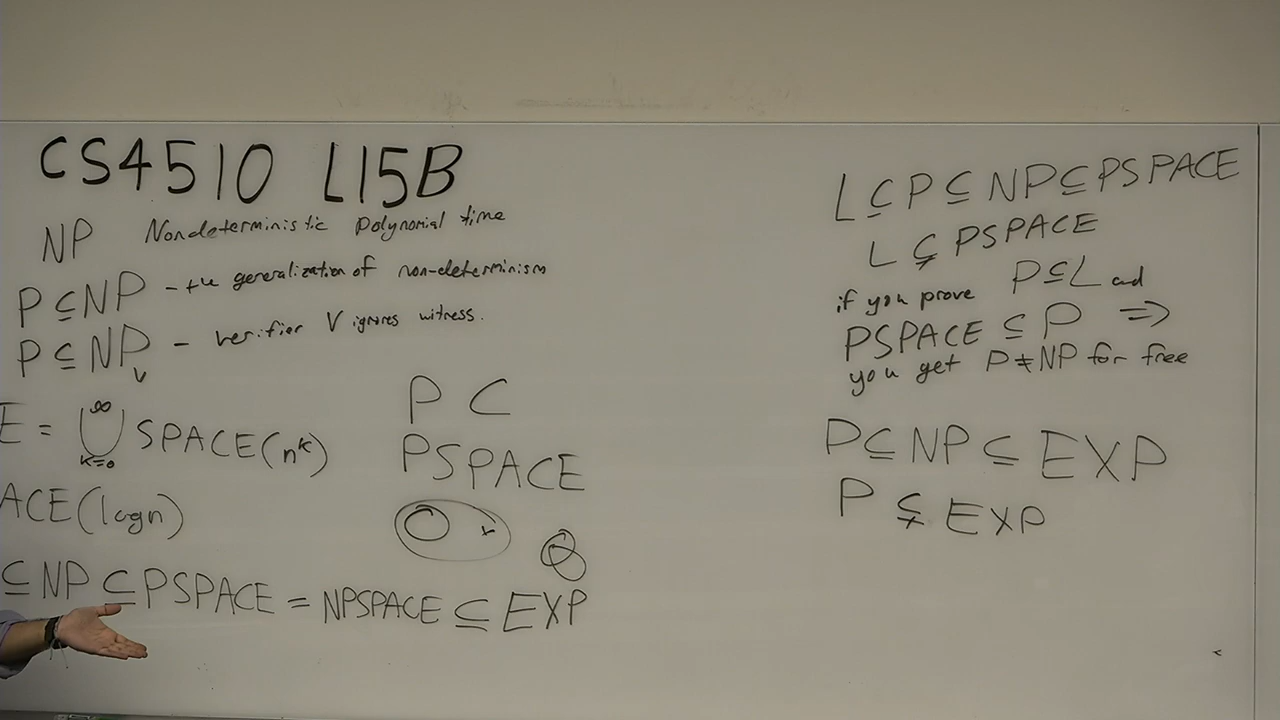 CS4510 L15B
NP Nondeterministic Polynomial time
P ⊆ NP - the generalization of non-determinism
P ⊆ NP_V - verifier V ignores witness.
E = ⋃_{k=0}^{∞} SPACE(n^k)
ACE(logn)
P ⊂
PSPACE
⊆ NP ⊆ PSPACE = NPSPACE ⊆ EXP
L ⊆ P ⊆ NP ⊆ PSPACE
L ⊊ PSPACE
if you prove P ⊆ L and
PSPACE ⊆ P ⇒
you get P ≠ NP for free
P ⊆ NP ⊆ EXP
P ⊊ EXP